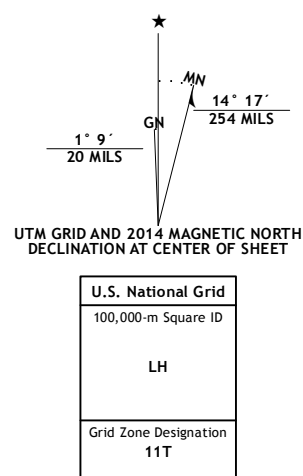 MN
GN
14° 17´
254 MILS
1° 9´
20 MILS
UTM GRID AND 2014 MAGNETIC NORTH
DECLINATION AT CENTER OF SHEET
U.S. National Grid
100,000-m Square ID
LH
Grid Zone Designation
11T